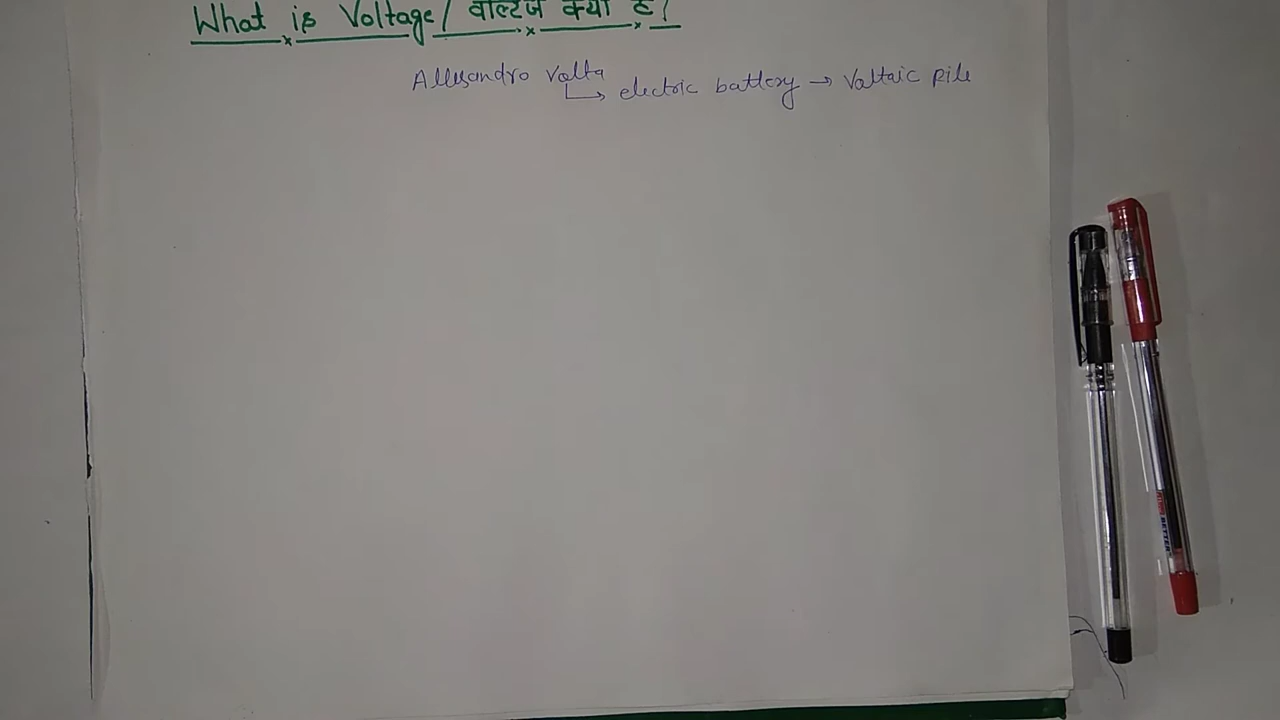 What is Voltage/ वोल्टेज क्या है?
Allesandro Volta
electric battery → Voltaic pile